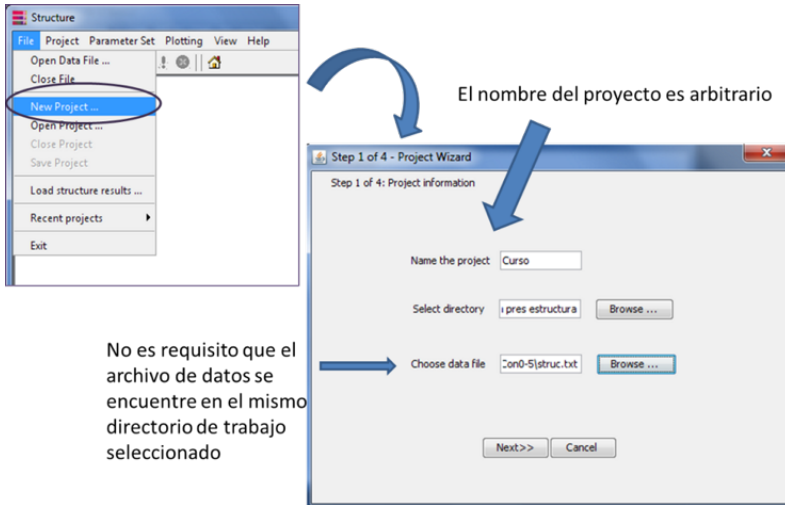 Structure
File Project Parameter Set Plotting View Help
Open Data File ...
Close File
New Project ...
Open Project ...
Close Project
Save Project
Load structure results ...
Recent projects
Exit
El nombre del proyecto es arbitrario
Step 1 of 4 - Project Wizard
Step 1 of 4: Project information
Name the project Curso
Select directory pres estructura Browse ...
Choose data file Con0-5\struc.txt Browse ...
Next>> Cancel
No es requisito que el
archivo de datos se
encuentre en el mismo
directorio de trabajo
seleccionado